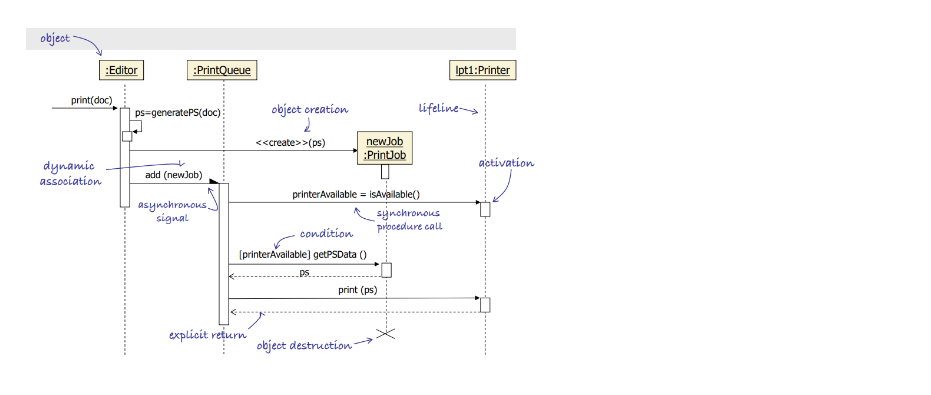 object
:Editor
:PrintQueue
lpt1:Printer
print(doc)
ps=generatePS(doc)
object creation
lifeline
<<create>>(ps)
newJob
:PrintJob
dynamic
association
activation
add (newJob)
printerAvailable = isAvailable()
asynchronous
signal
synchronous
procedure call
condition
[printerAvailable] getPSData ()
ps
print (ps)
explicit return
object destruction